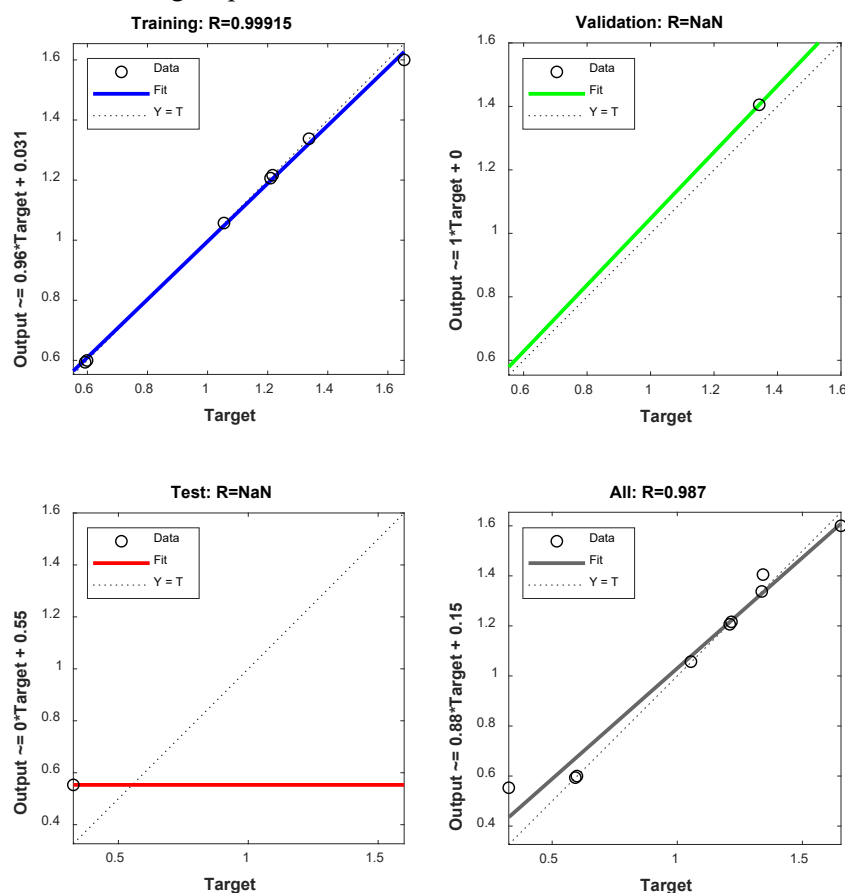 Training: R=0.99915
Output ~= 0.96*Target + 0.031
1.6
1.4
1.2
1
0.8
0.6
Data
Fit
Y = T
0.6
0.8
1
1.2
1.4
1.6
Target
Validation: R=NaN
Output ~= 1*Target + 0
1.6
1.4
1.2
1
0.8
0.6
Data
Fit
Y = T
0.6
0.8
1
1.2
1.4
1.6
Target
Test: R=NaN
Output ~= 0*Target + 0.55
1.6
1.4
1.2
1
0.8
0.6
0.4
Data
Fit
Y = T
0.5
1
1.5
Target
All: R=0.987
Output ~= 0.88*Target + 0.15
1.6
1.4
1.2
1
0.8
0.6
0.4
Data
Fit
Y = T
0.5
1
1.5
Target